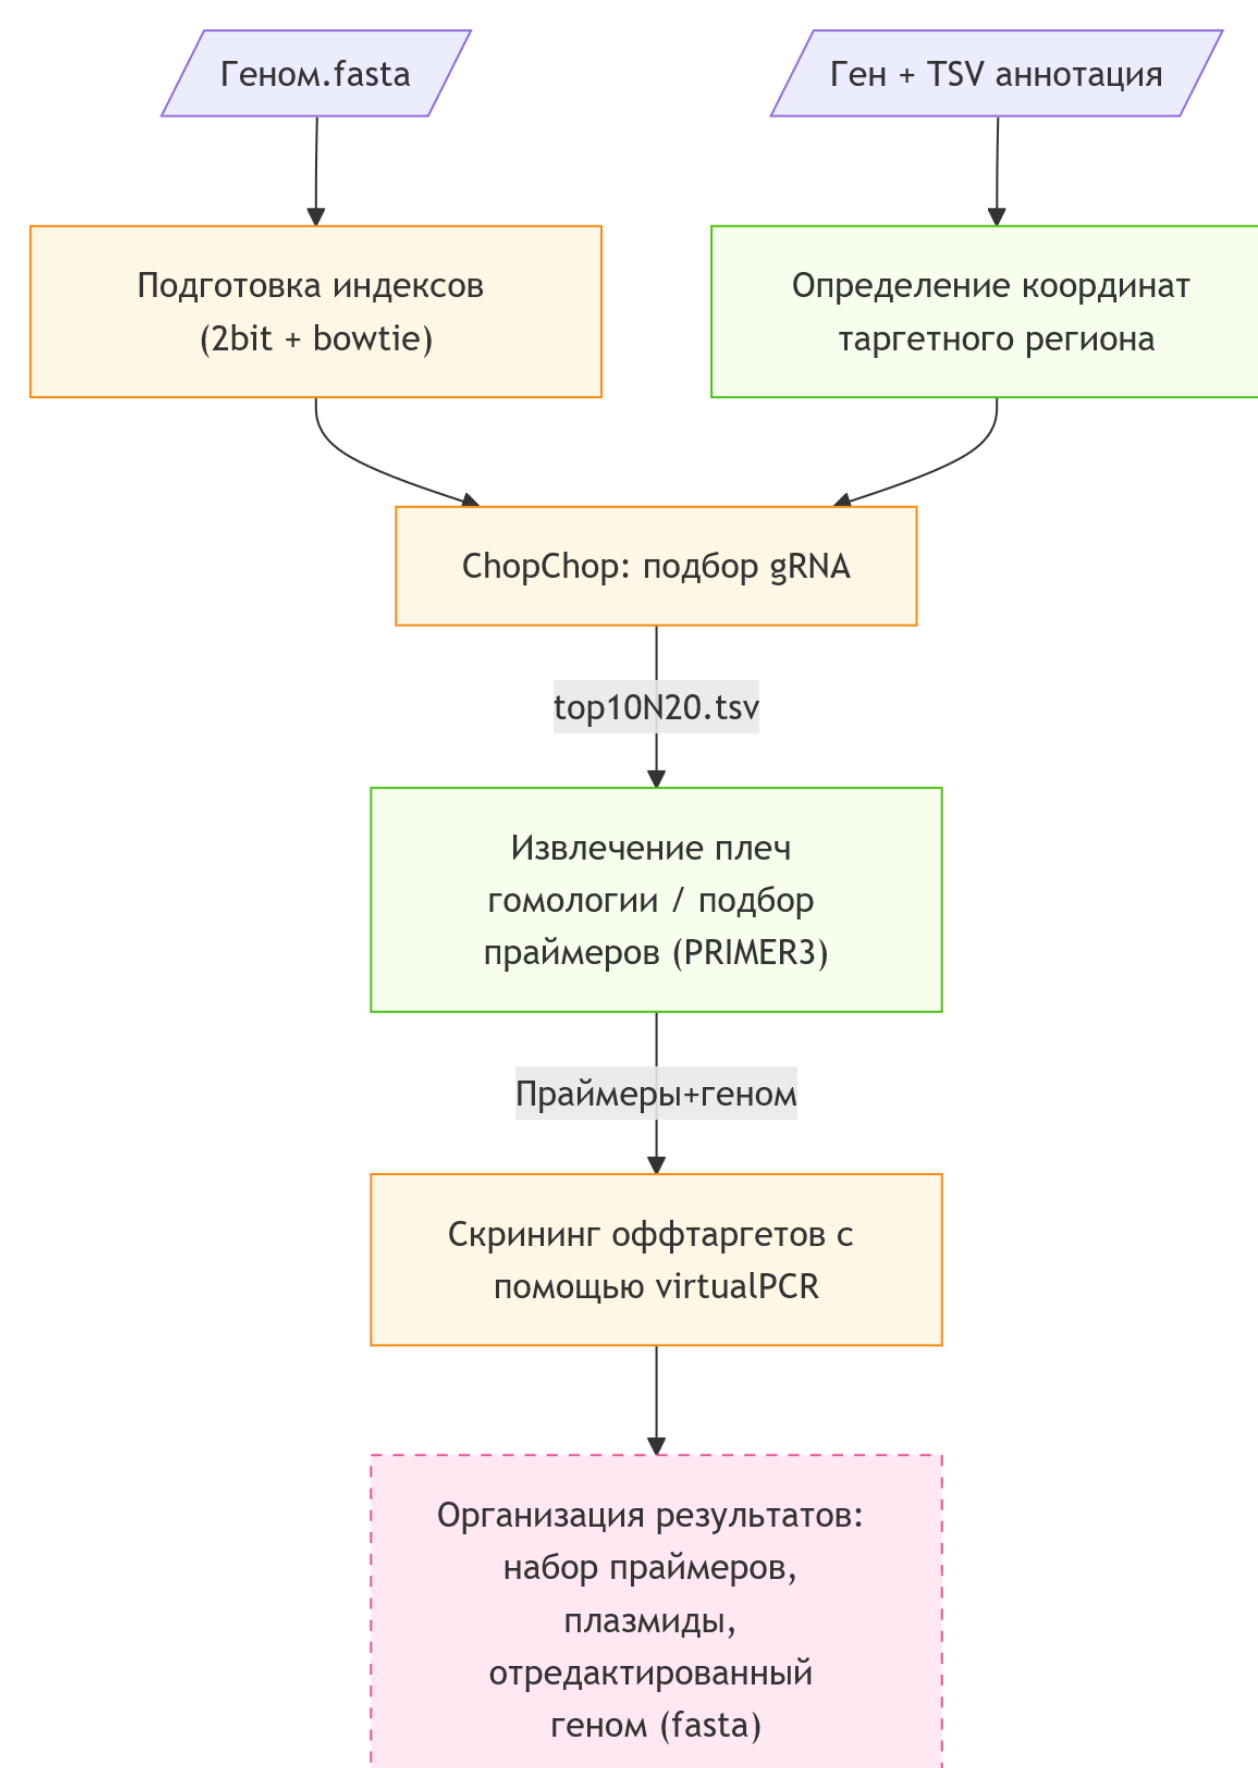 Геном.fasta
Ген + TSV аннотация
Подготовка индексов
(2bit + bowtie)
Определение координат
таргетного региона
ChopChop: подбор gRNA
top10N20.tsv
Извлечение плеч
гомологии / подбор
праймеров (PRIMER3)
Праймеры+геном
Скрининг оффтаргетов с
помощью virtualPCR
Организация результатов:
набор праймеров,
плазмиды,
отредактированный
геном (fasta)